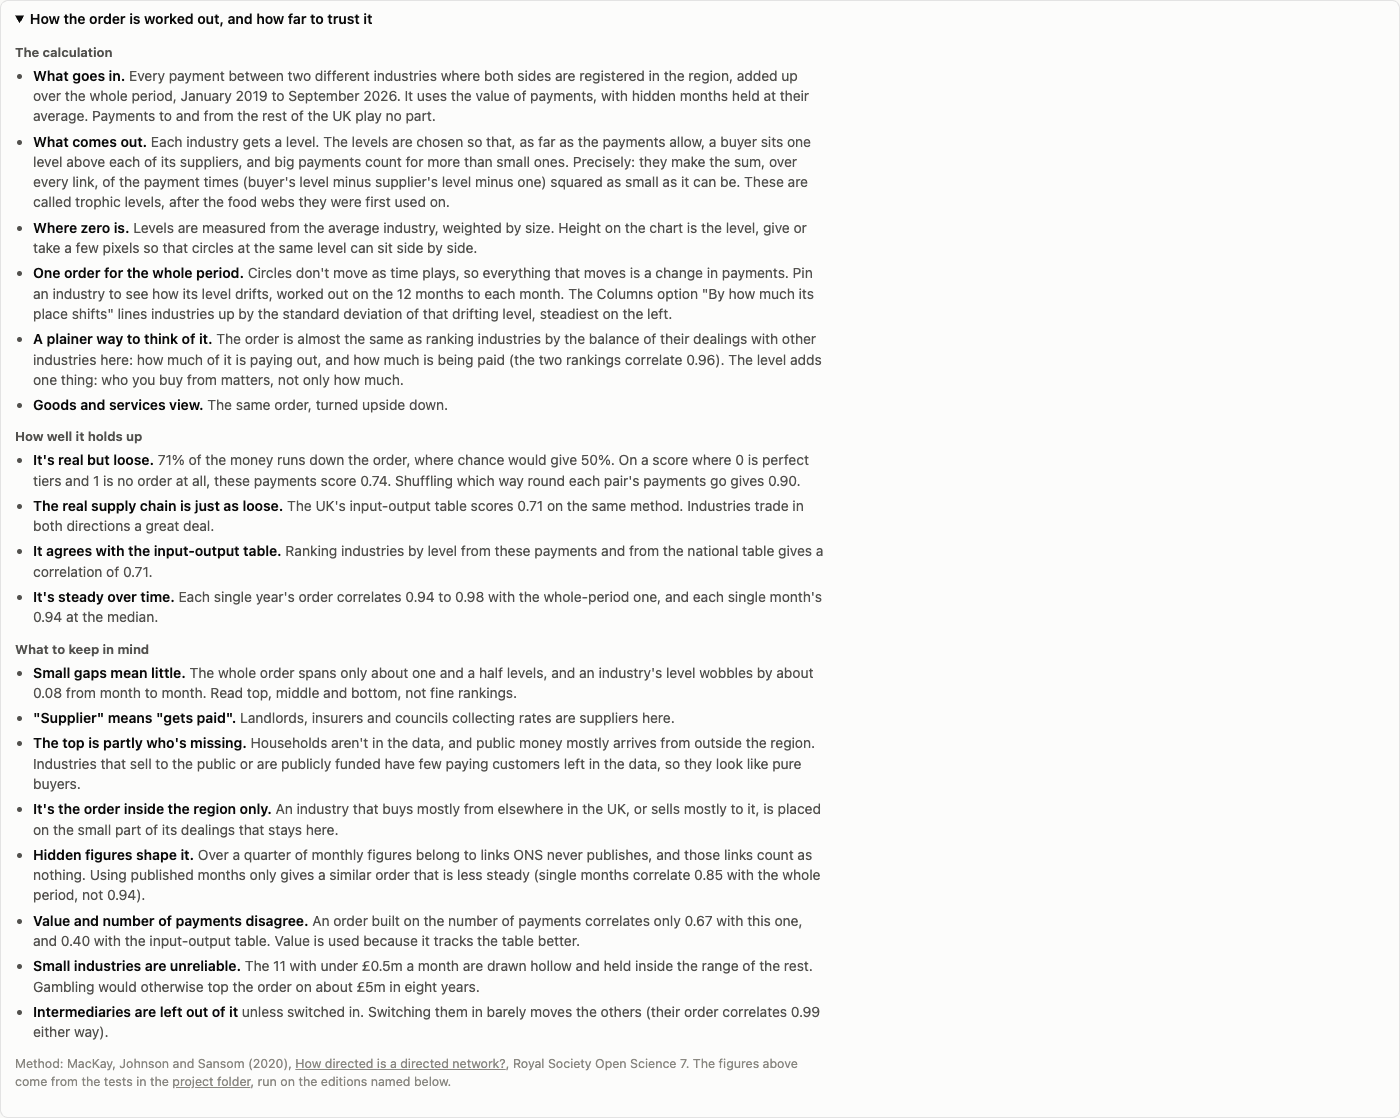 ▼ How the order is worked out, and how far to trust it
The calculation
• What goes in. Every payment between two different industries where both sides are registered in the region, added up
over the whole period, January 2019 to September 2026. It uses the value of payments, with hidden months held at their
average. Payments to and from the rest of the UK play no part.
• What comes out. Each industry gets a level. The levels are chosen so that, as far as the payments allow, a buyer sits one
level above each of its suppliers, and big payments count for more than small ones. Precisely: they make the sum, over
every link, of the payment times (buyer's level minus supplier's level minus one) squared as small as it can be. These are
called trophic levels, after the food webs they were first used on.
• Where zero is. Levels are measured from the average industry, weighted by size. Height on the chart is the level, give or
take a few pixels so that circles at the same level can sit side by side.
• One order for the whole period. Circles don't move as time plays, so everything that moves is a change in payments. Pin
an industry to see how its level drifts, worked out on the 12 months to each month. The Columns option "By how much its
place shifts" lines industries up by the standard deviation of that drifting level, steadiest on the left.
• A plainer way to think of it. The order is almost the same as ranking industries by the balance of their dealings with other
industries here: how much of it is paying out, and how much is being paid (the two rankings correlate 0.96). The level adds
one thing: who you buy from matters, not only how much.
• Goods and services view. The same order, turned upside down.
How well it holds up
• It's real but loose. 71% of the money runs down the order, where chance would give 50%. On a score where 0 is perfect
tiers and 1 is no order at all, these payments score 0.74. Shuffling which way round each pair's payments go gives 0.90.
• The real supply chain is just as loose. The UK's input-output table scores 0.71 on the same method. Industries trade in
both directions a great deal.
• It agrees with the input-output table. Ranking industries by level from these payments and from the national table gives a
correlation of 0.71.
• It's steady over time. Each single year's order correlates 0.94 to 0.98 with the whole-period one, and each single month's
0.94 at the median.
What to keep in mind
• Small gaps mean little. The whole order spans only about one and a half levels, and an industry's level wobbles by about
0.08 from month to month. Read top, middle and bottom, not fine rankings.
• "Supplier" means "gets paid". Landlords, insurers and councils collecting rates are suppliers here.
• The top is partly who's missing. Households aren't in the data, and public money mostly arrives from outside the region.
Industries that sell to the public or are publicly funded have few paying customers left in the data, so they look like pure
buyers.
• It's the order inside the region only. An industry that buys mostly from elsewhere in the UK, or sells mostly to it, is placed
on the small part of its dealings that stays here.
• Hidden figures shape it. Over a quarter of monthly figures belong to links ONS never publishes, and those links count as
nothing. Using published months only gives a similar order that is less steady (single months correlate 0.85 with the whole
period, not 0.94).
• Value and number of payments disagree. An order built on the number of payments correlates only 0.67 with this one,
and 0.40 with the input-output table. Value is used because it tracks the table better.
• Small industries are unreliable. The 11 with under £0.5m a month are drawn hollow and held inside the range of the rest.
Gambling would otherwise top the order on about £5m in eight years.
• Intermediaries are left out of it unless switched in. Switching them in barely moves the others (their order correlates 0.99
either way).
Method: MacKay, Johnson and Sansom (2020), How directed is a directed network?, Royal Society Open Science 7. The figures above
come from the tests in the project folder, run on the editions named below.